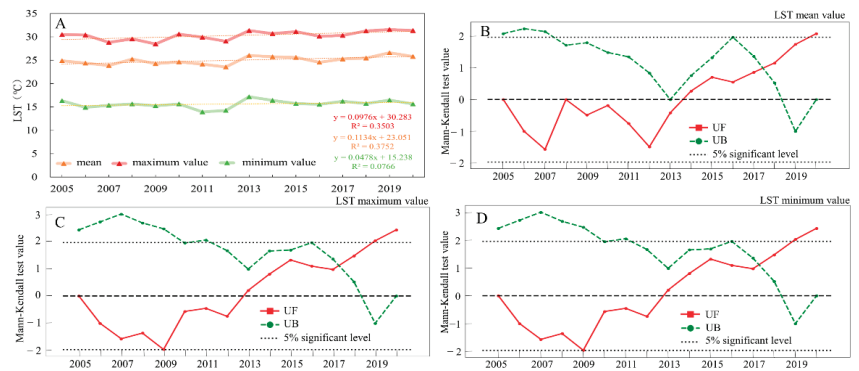 A
35
30
25
20
15
10
5
0
LST (℃)
y = 0.0976x + 30.283
R² = 0.3503
y = 0.1134x + 23.051
R² = 0.3752
y = 0.0478x + 15.238
R² = 0.0766
mean
maximum value
minimum value
2005 2007 2009 2011 2013 2015 2017 2019
LST mean value
B
2
1
0
−1
−2
Mann-Kendall test value
UF
UB
5% significant level
2005 2007 2009 2011 2013 2015 2017 2019
LST maximum value
C
3
2
1
0
−1
−2
Mann-Kendall test value
UF
UB
5% significant level
2005 2007 2009 2011 2013 2015 2017 2019
LST minimum value
D
3
2
1
0
−1
−2
Mann-Kendall test value
UF
UB
5% significant level
2005 2007 2009 2011 2013 2015 2017 2019